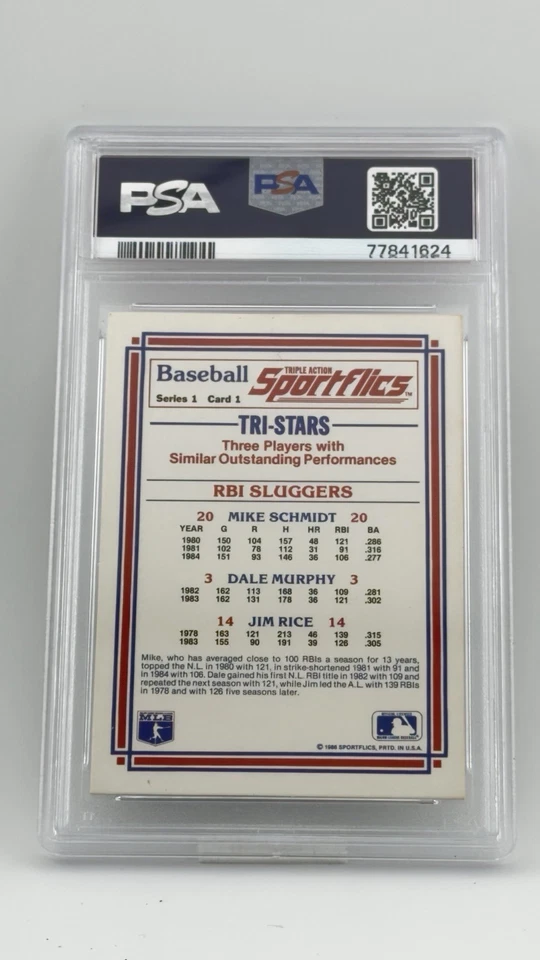 PSA PSA
77841624
Baseball TRIPLE ACTION Sportflics TM
Series 1 Card 1
TRI-STARS
Three Players with
Similar Outstanding Performances
RBI SLUGGERS
20 MIKE SCHMIDT 20
YEAR G R H HR RBI BA
1980 150 104 157 48 121 .286
1981 102 78 112 31 91 .316
1984 151 93 146 36 106 .277
3 DALE MURPHY 3
1982 162 113 168 36 109 .281
1983 162 131 178 36 121 .302
14 JIM RICE 14
1978 163 121 213 46 139 .315
1983 155 90 191 39 126 .305
Mike, who has averaged close to 100 RBIs a season for 13 years,
topped the N.L. in 1980 with 121, in strike-shortened 1981 with 91 and
in 1984 with 106. Dale gained his first N.L. RBI title in 1982 with 109 and
repeated the next season with 121, while Jim led the A.L. with 139 RBIs
in 1978 and with 126 five seasons later.
MLB
MAJOR LEAGUE BASEBALL
© 1986 SPORTFLICS, PRTD. IN U.S.A.